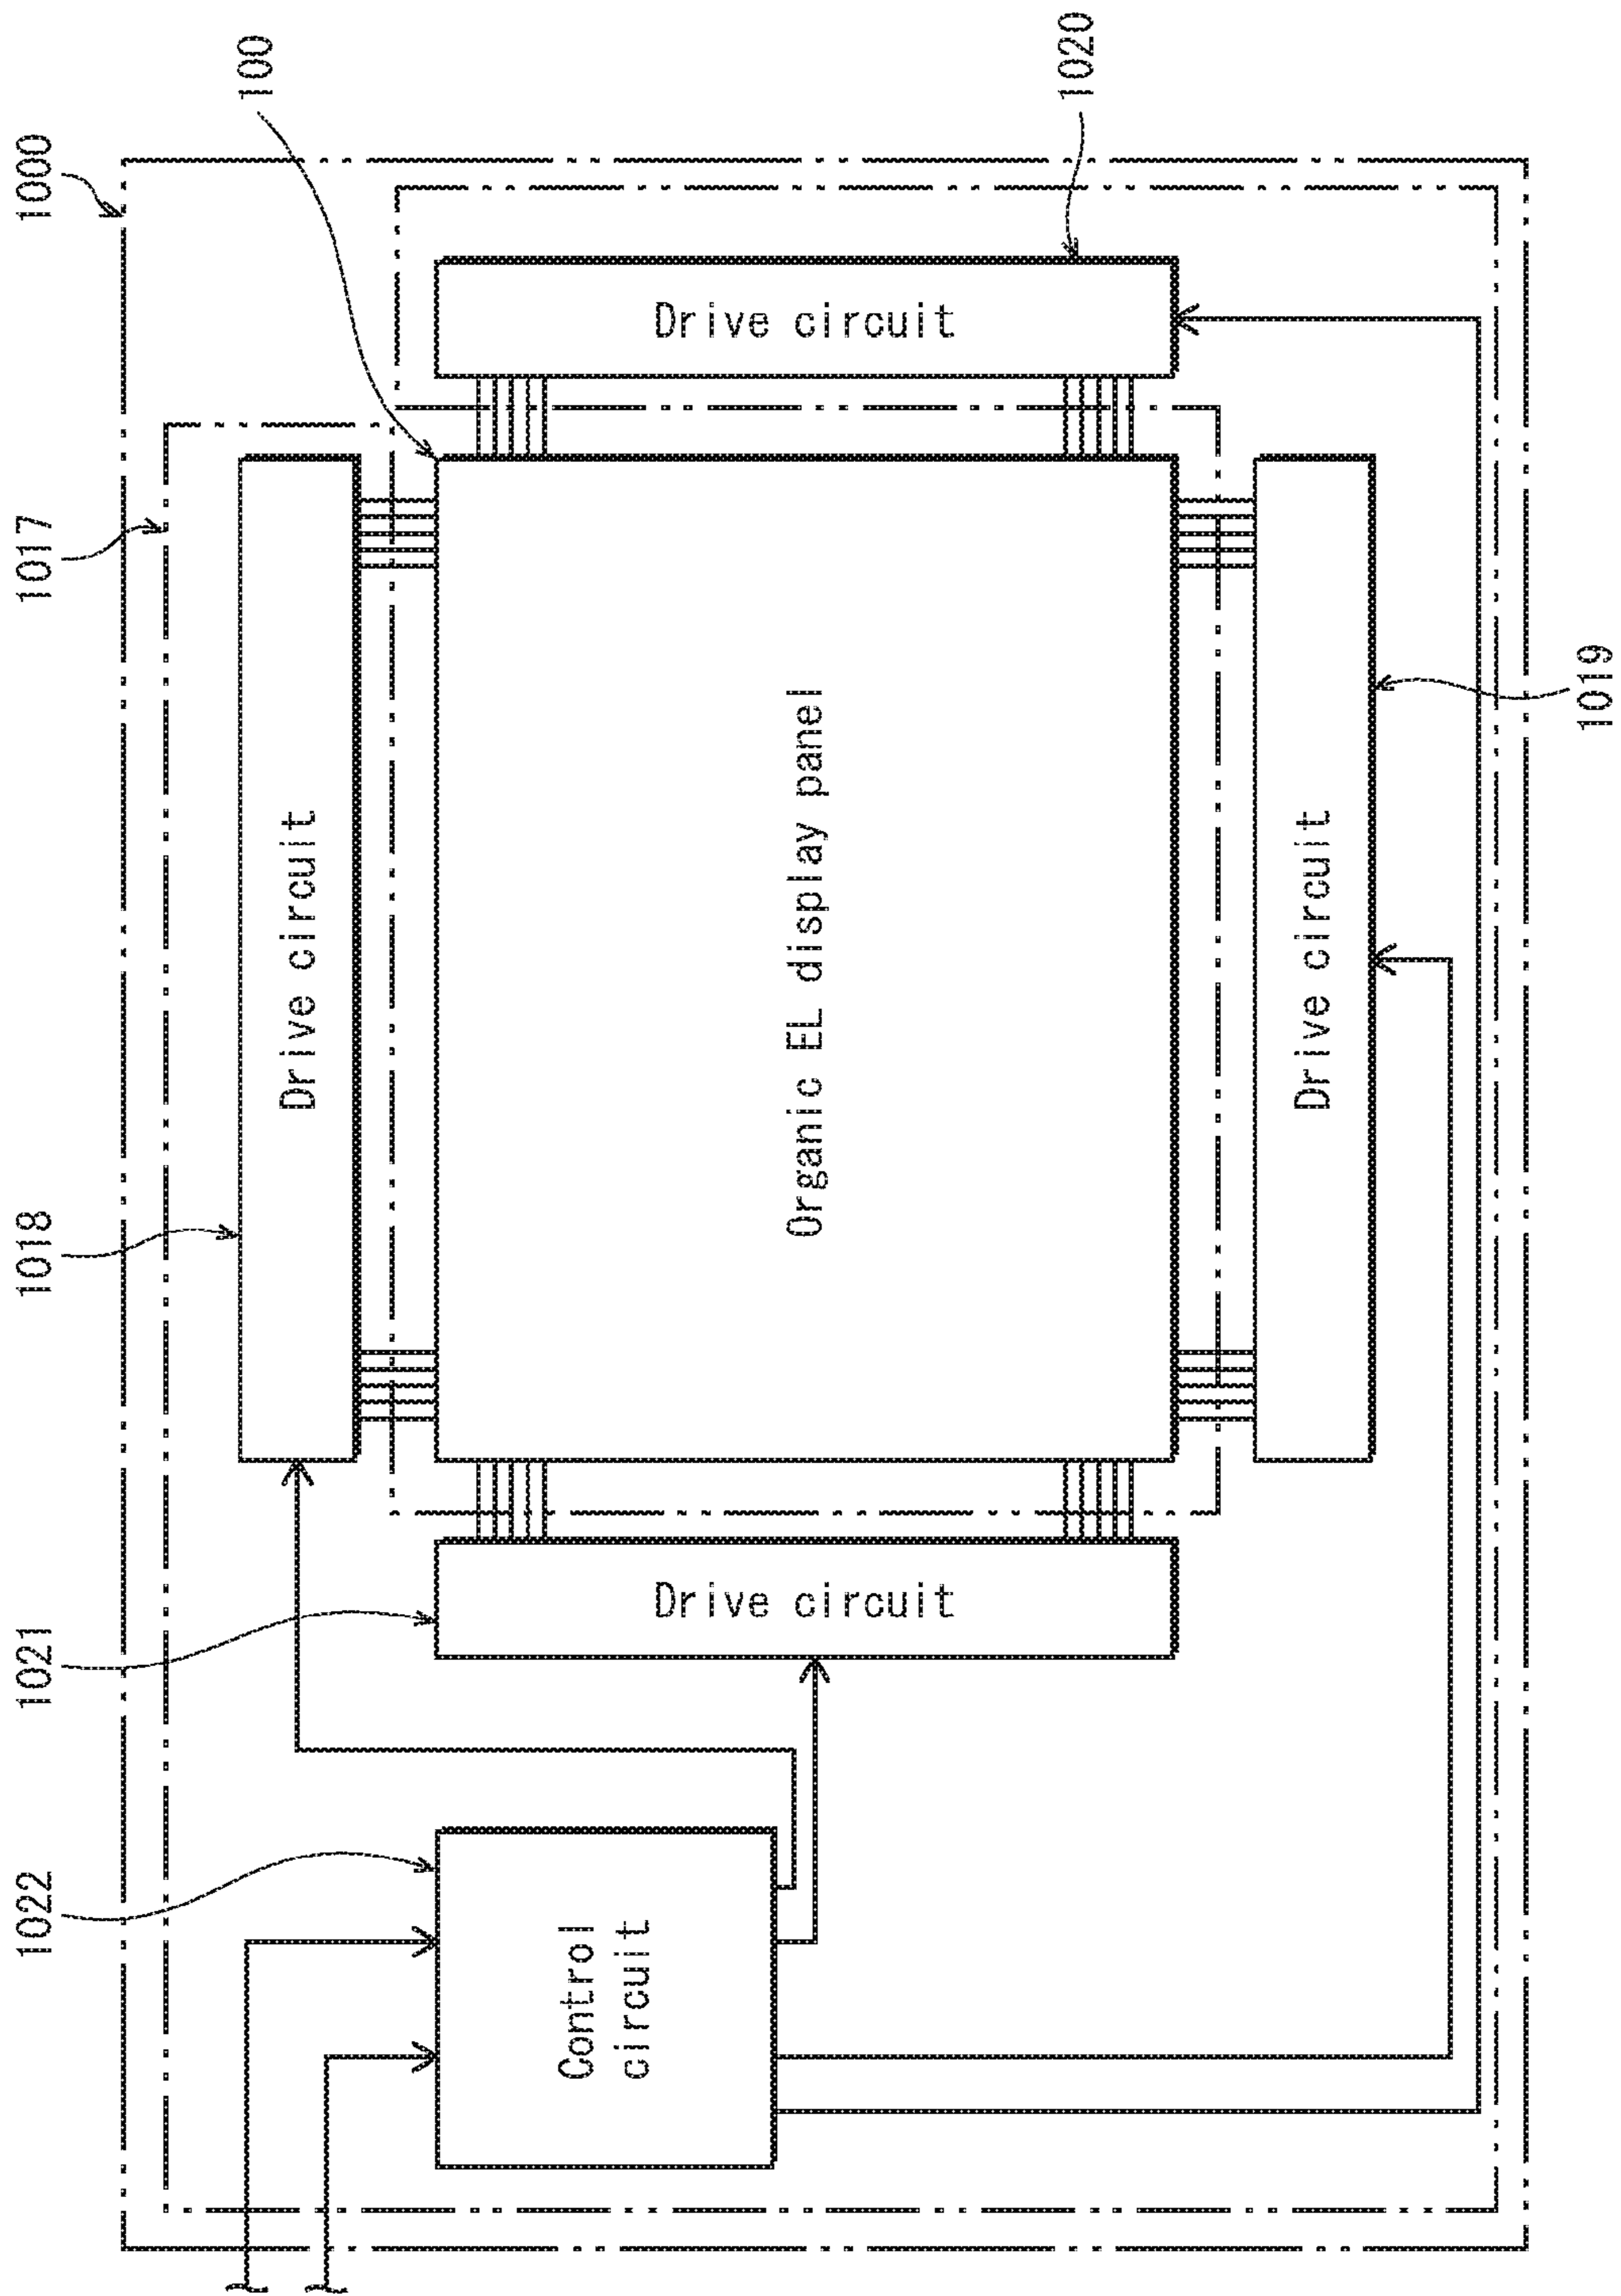 1000
100
1017
1020
Drive circuit
Drive circuit
Organic EL display panel
Drive circuit
1018
1019
Drive circuit
1021
1022
Control
circuit